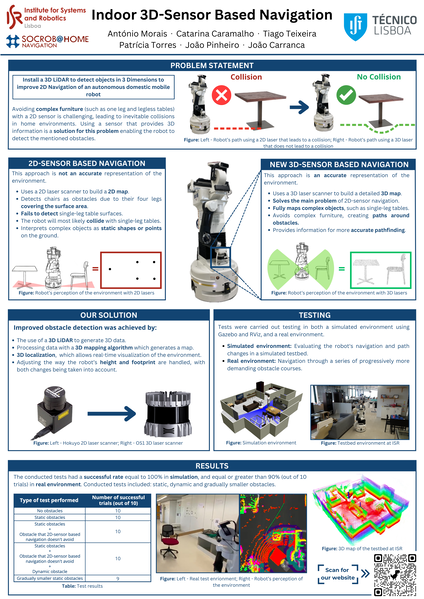 Institute for Systems
and Robotics
Lisboa
SOCROB@HOME
NAVIGATION
Indoor 3D-Sensor Based Navigation
António Morais · Catarina Caramalho · Tiago Teixeira
Patrícia Torres · João Pinheiro · João Carranca
TÉCNICO
LISBOA
PROBLEM STATEMENT
Install a 3D LiDAR to detect objects in 3 Dimensions to
improve 2D Navigation of an autonomous domestic mobile
robot
Avoiding complex furniture (such as one leg and legless tables)
with a 2D sensor is challenging, leading to inevitable collisions
in home environments. Using a sensor that provides 3D
information is a solution for this problem enabling the robot to
detect the mentioned obstacles.
Collision
No Collision
Figure: Left - Robot's path using a 2D laser that leads to a collision; Right - Robot's path using a 3D laser
that does not lead to a collision
2D-SENSOR BASED NAVIGATION
This approach is not an accurate representation of the
environment.
• Uses a 2D laser scanner to build a 2D map.
• Detects chairs as obstacles due to their four legs
covering the surface area.
• Fails to detect single-leg table surfaces.
• The robot will most likely collide with single-leg tables.
• Interprets complex objects as static shapes or points
on the ground.
=
Figure: Robot's perception of the environment with 2D lasers
NEW 3D-SENSOR BASED NAVIGATION
This approach is an accurate representation of the
environment.
• Uses a 3D laser scanner to build a detailed 3D map.
• Solves the main problem of 2D-sensor navigation.
• Fully maps complex objects, such as single-leg tables.
• Avoids complex furniture, creating paths around
obstacles.
• Provides information for more accurate pathfinding.
=
Figure: Robot's perception of the environment with 3D lasers
OUR SOLUTION
Improved obstacle detection was achieved by:
• The use of a 3D LiDAR to generate 3D data.
• Processing data with a 3D mapping algorithm which generates a map.
• 3D localization, which allows real time visualization of the environment.
• Adjusting the way the robot's height and footprint are handled, with
both changes being taken into account.
Figure: Left - Hokuyo 2D laser scanner; Right - OS1 3D laser scanner
TESTING
Tests were carried out testing in both a simulated environment using
Gazebo and RViz, and a real environment.
• Simulated environment: Evaluating the robot's navigation and path
changes in a simulated testbed.
• Real environment: Navigation through a series of progressively more
demanding obstacle courses.
Figure: Simulation environment
Figure: Testbed environment at ISR
RESULTS
The conducted tests had a successful rate equal to 100% in simulation, and equal or greater than 90% (out of 10
trials) in real environment. Conducted tests included: static, dynamic and gradually smaller obstacles.
Type of test performed
Number of successful
trials (out of 10)
No obstacles
10
Static obstacles
10
Static obstacles
+
Obstacle that 2D-sensor based
navigation doesn't avoid
10
Static obstacles
+
Obstacle that 2D-sensor based
navigation doesn't avoid
+
Dynamic obstacle
10
Gradually smaller static obstacles
9
Table: Test results
Figure: Left - Real test environment, Right - Robot's perception of
the environment
Figure: 3D map of the testbed at ISR
Scan for
our website